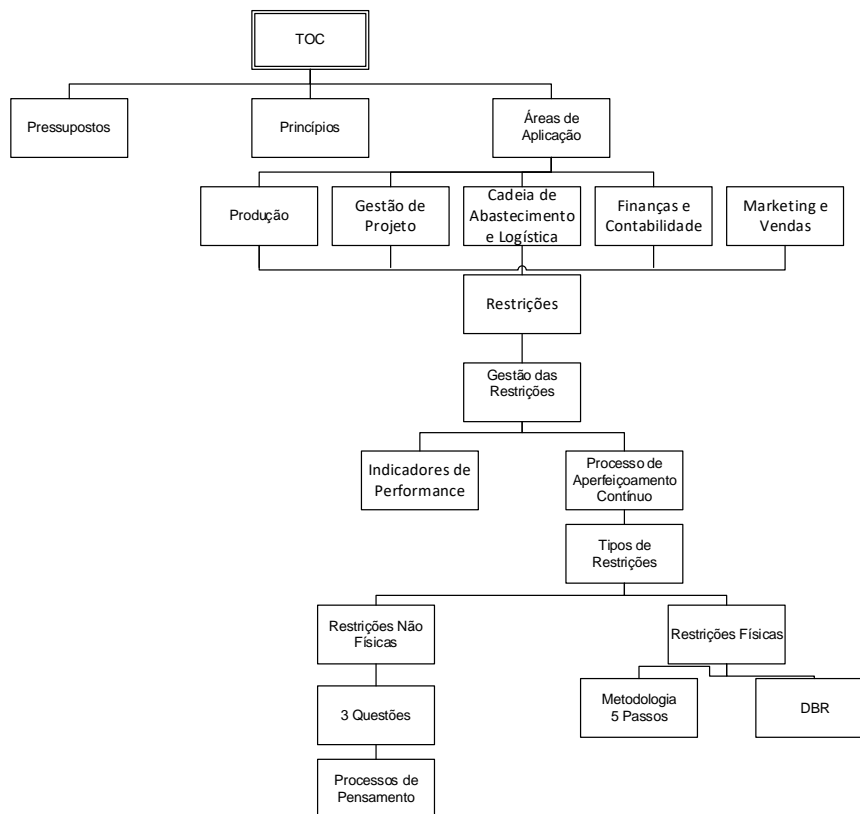 TOC
Pressupostos
Princípios
Áreas de
Aplicação
Produção
Gestão de
Projeto
Cadeia de
Abastecimento
e Logística
Finanças e
Contabilidade
Marketing e
Vendas
Restrições
Gestão das
Restrições
Indicadores de
Performance
Processo de
Aperfeiçoamento
Contínuo
Tipos de
Restrições
Restrições Não
Físicas
Restrições Físicas
3 Questões
Metodologia
5 Passos
DBR
Processos de
Pensamento